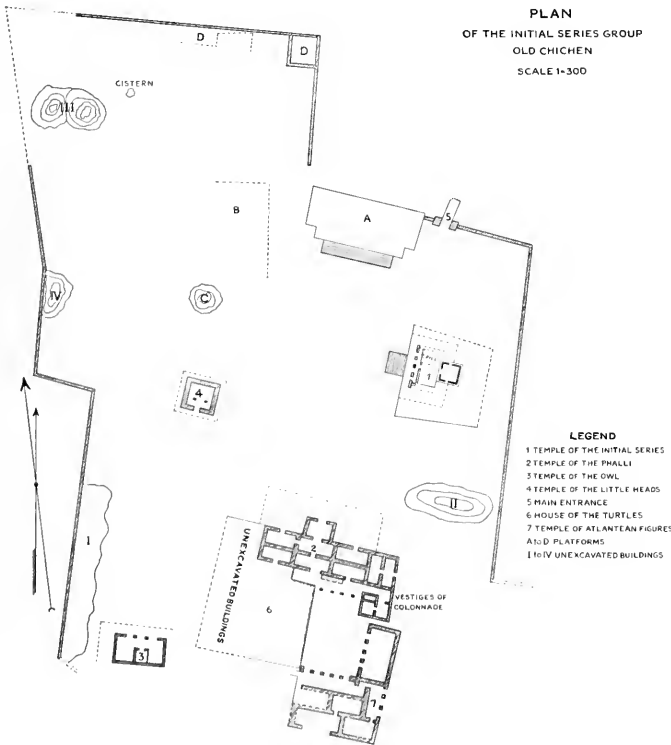 PLAN
OF THE INITIAL SERIES GROUP
OLD CHICHEN
SCALE 1=300
D
D
CISTERN
III
B
A
5
IV
C
1
4
II
I
2
UNEXCAVATED BUILDINGS
6
VESTIGES OF
COLONNADE
3
7
LEGEND
1 TEMPLE OF THE INITIAL SERIES
2 TEMPLE OF THE PHALLI
3 TEMPLE OF THE OWL
4 TEMPLE OF THE LITTLE HEADS
5 MAIN ENTRANCE
6 HOUSE OF THE TURTLES
7 TEMPLE OF ATLANTEAN FIGURES
A to D PLATFORMS
I to IV UNEXCAVATED BUILDINGS